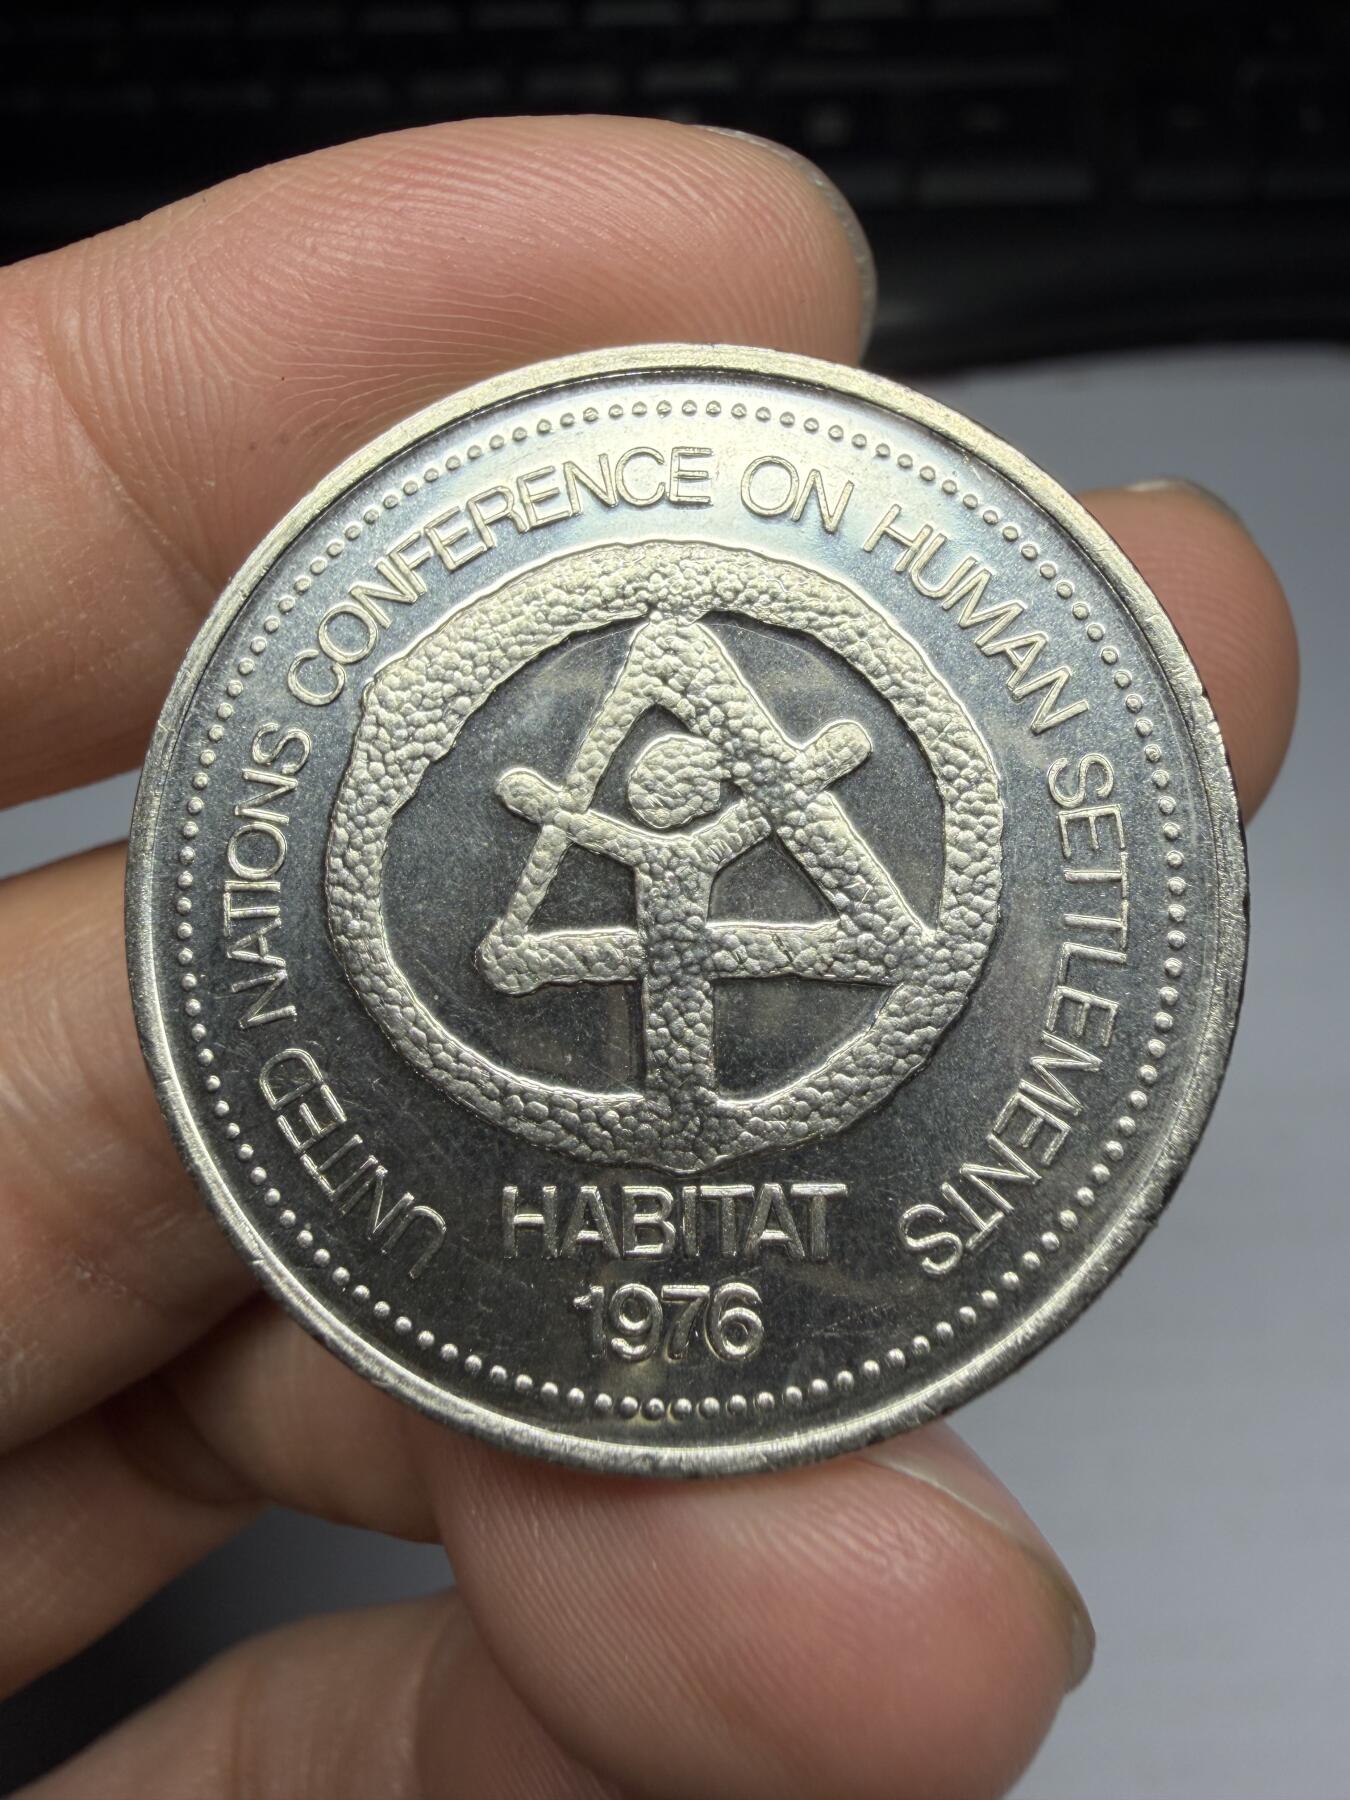 UNITED NATIONS CONFERENCE ON HUMAN SETTLEMENTS
HABITAT
1976